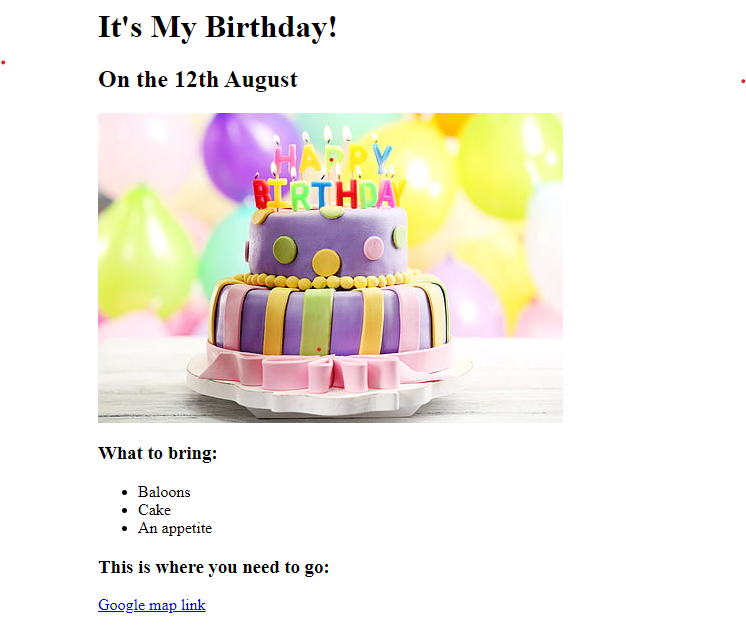 It's My Birthday!
On the 12th August
HAPPY
BIRTHDAY
What to bring:
Baloons
Cake
An appetite
This is where you need to go:
Google map link